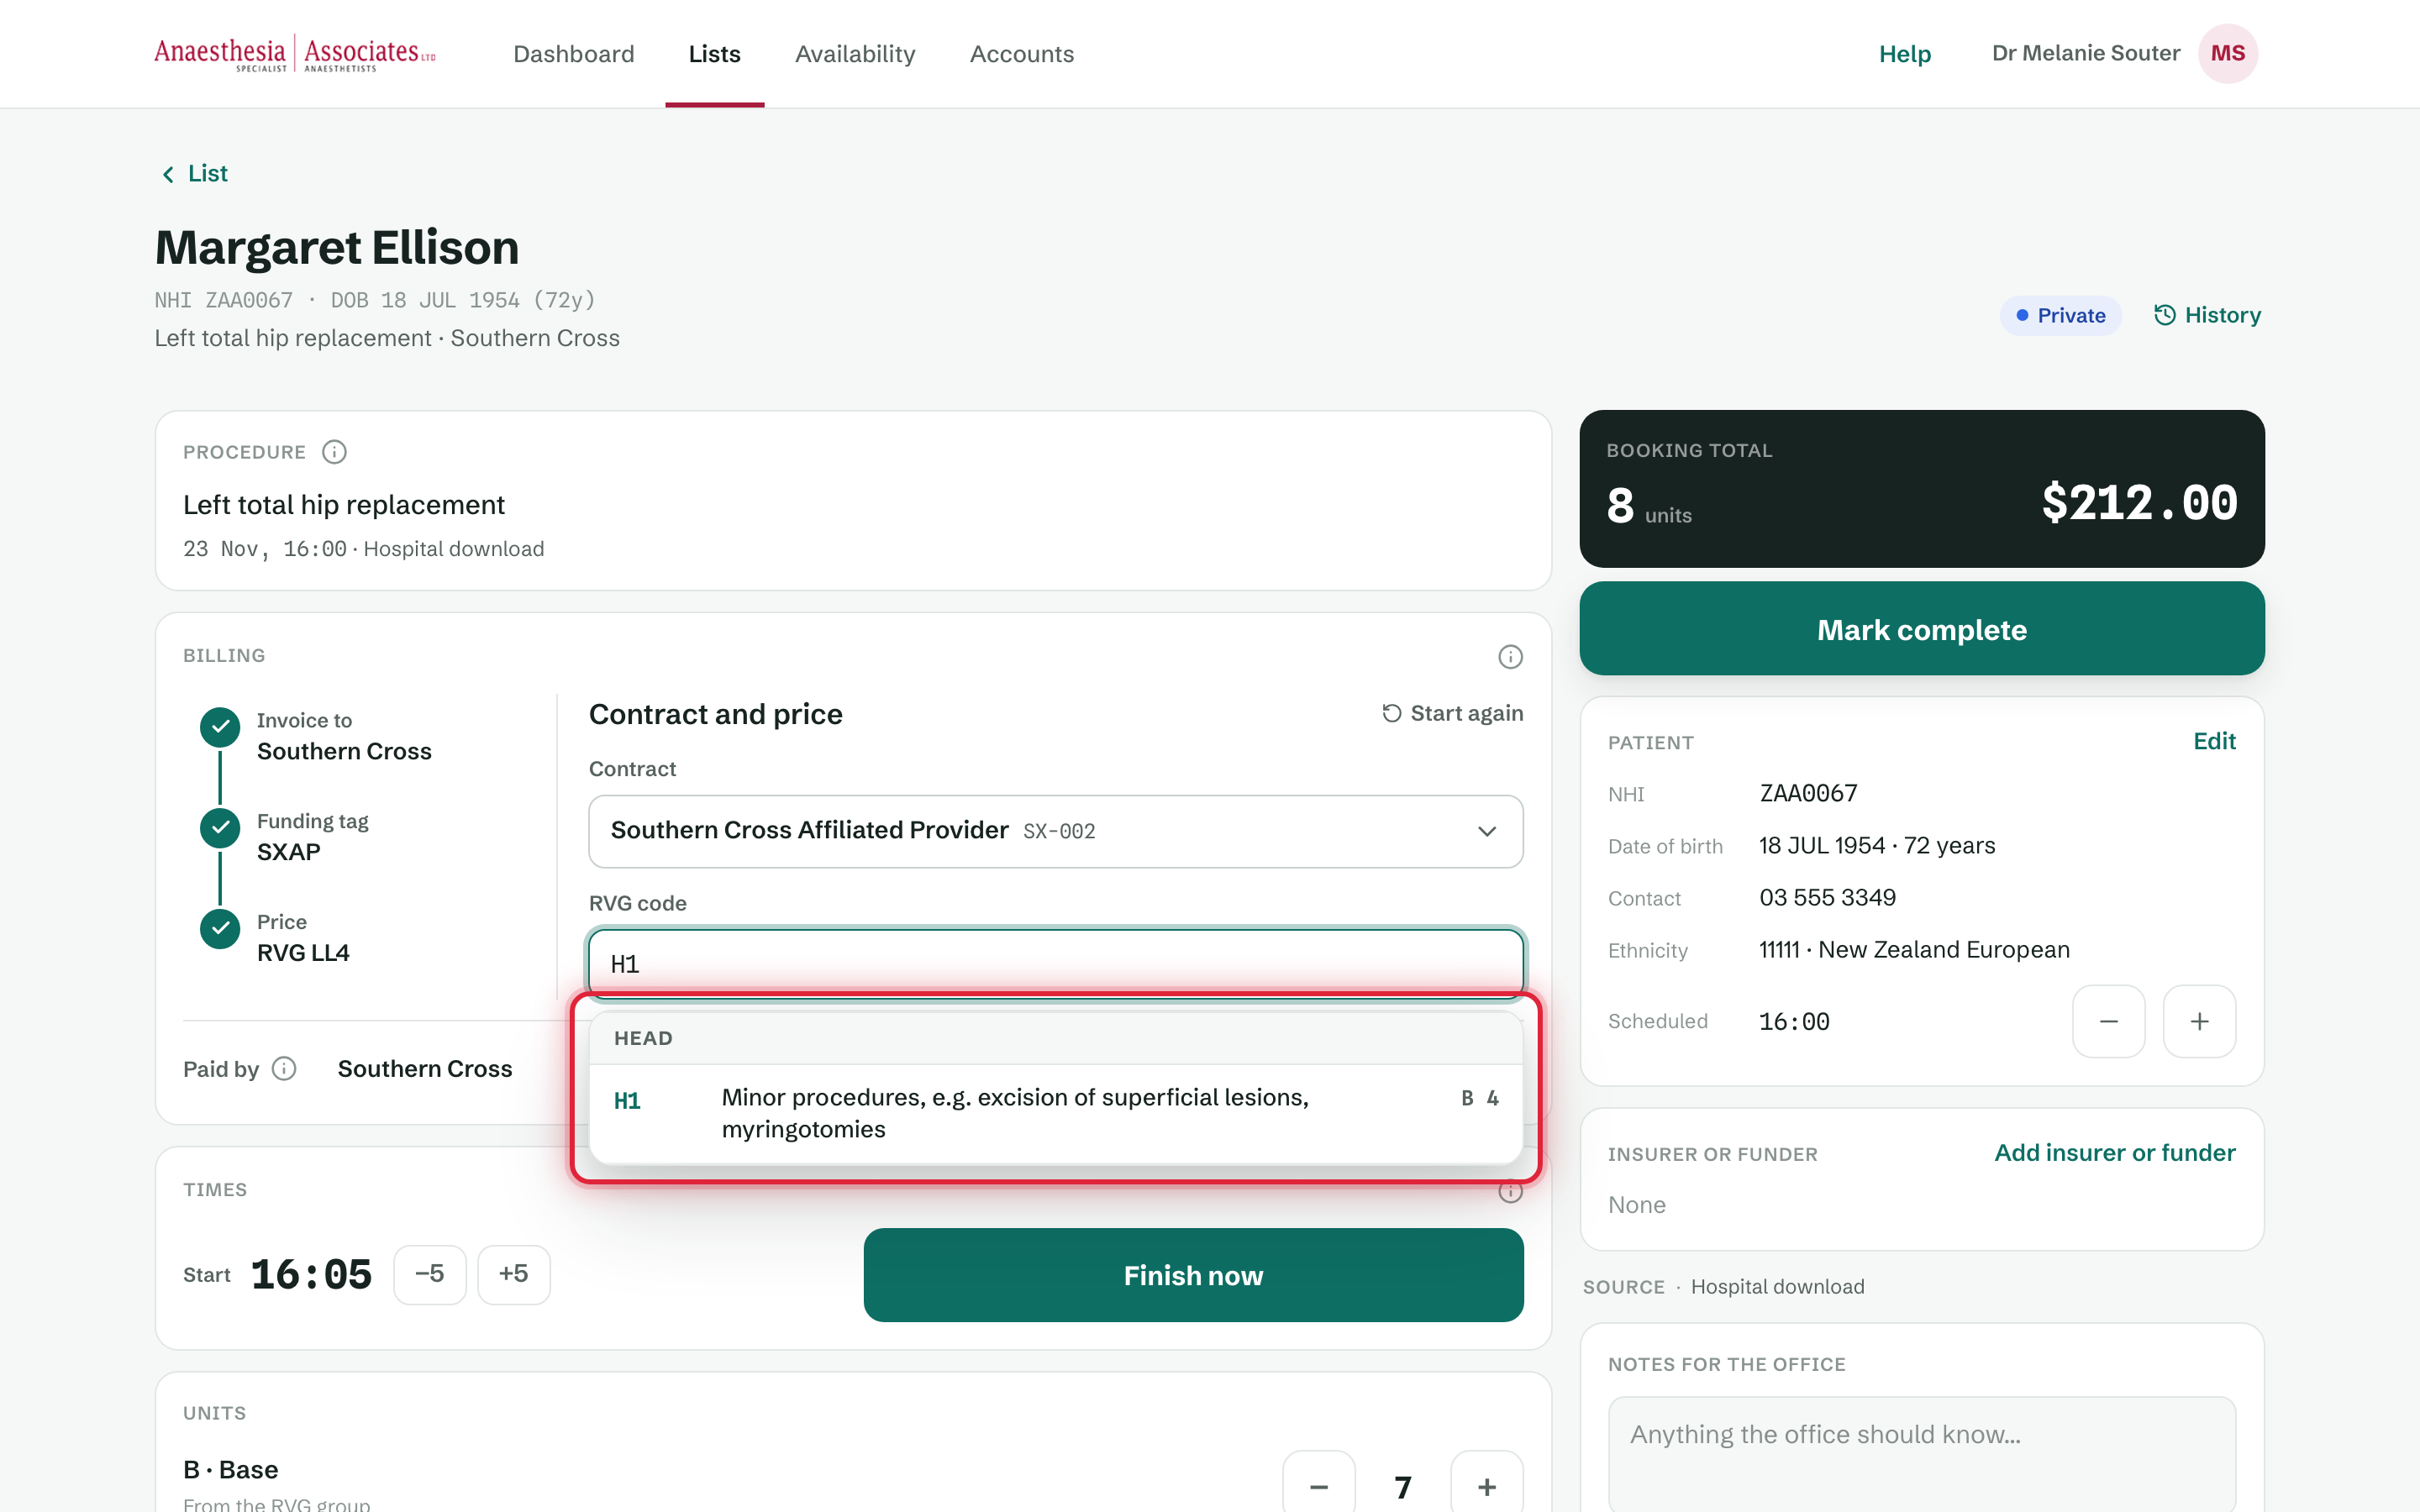 Anaesthesia Associates LTD
SPECIALIST ANAESTHETISTS
Dashboard
Lists
Availability
Accounts
Help
Dr Melanie Souter
MS
List
Margaret Ellison
NHI ZAA0067 · DOB 18 JUL 1954 (72y)
Left total hip replacement · Southern Cross
Private
History
PROCEDURE
Left total hip replacement
23 Nov, 16:00 · Hospital download
BILLING
Invoice to
Southern Cross
Funding tag
SXAP
Price
RVG LL4
Contract and price
Start again
Contract
Southern Cross Affiliated Provider SX-002
RVG code
H1
HEAD
H1 Minor procedures, e.g. excision of superficial lesions, B 4
myringotomies
Paid by
Southern Cross
TIMES
Start 16:05 −5 +5
Finish now
UNITS
B · Base
From the RVG group
− 7 +
BOOKING TOTAL
8 units $212.00
Mark complete
PATIENT Edit
NHI ZAA0067
Date of birth 18 JUL 1954 · 72 years
Contact 03 555 3349
Ethnicity 11111 · New Zealand European
Scheduled 16:00 − +
INSURER OR FUNDER Add insurer or funder
None
SOURCE · Hospital download
NOTES FOR THE OFFICE
Anything the office should know...